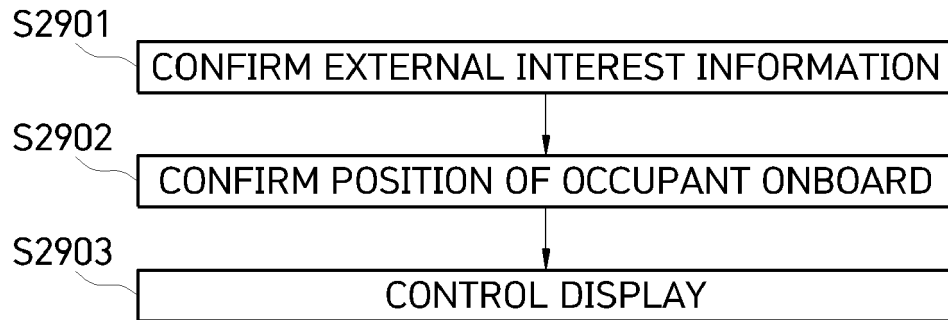 S2901
CONFIRM EXTERNAL INTEREST INFORMATION
S2902
CONFIRM POSITION OF OCCUPANT ONBOARD
S2903
CONTROL DISPLAY